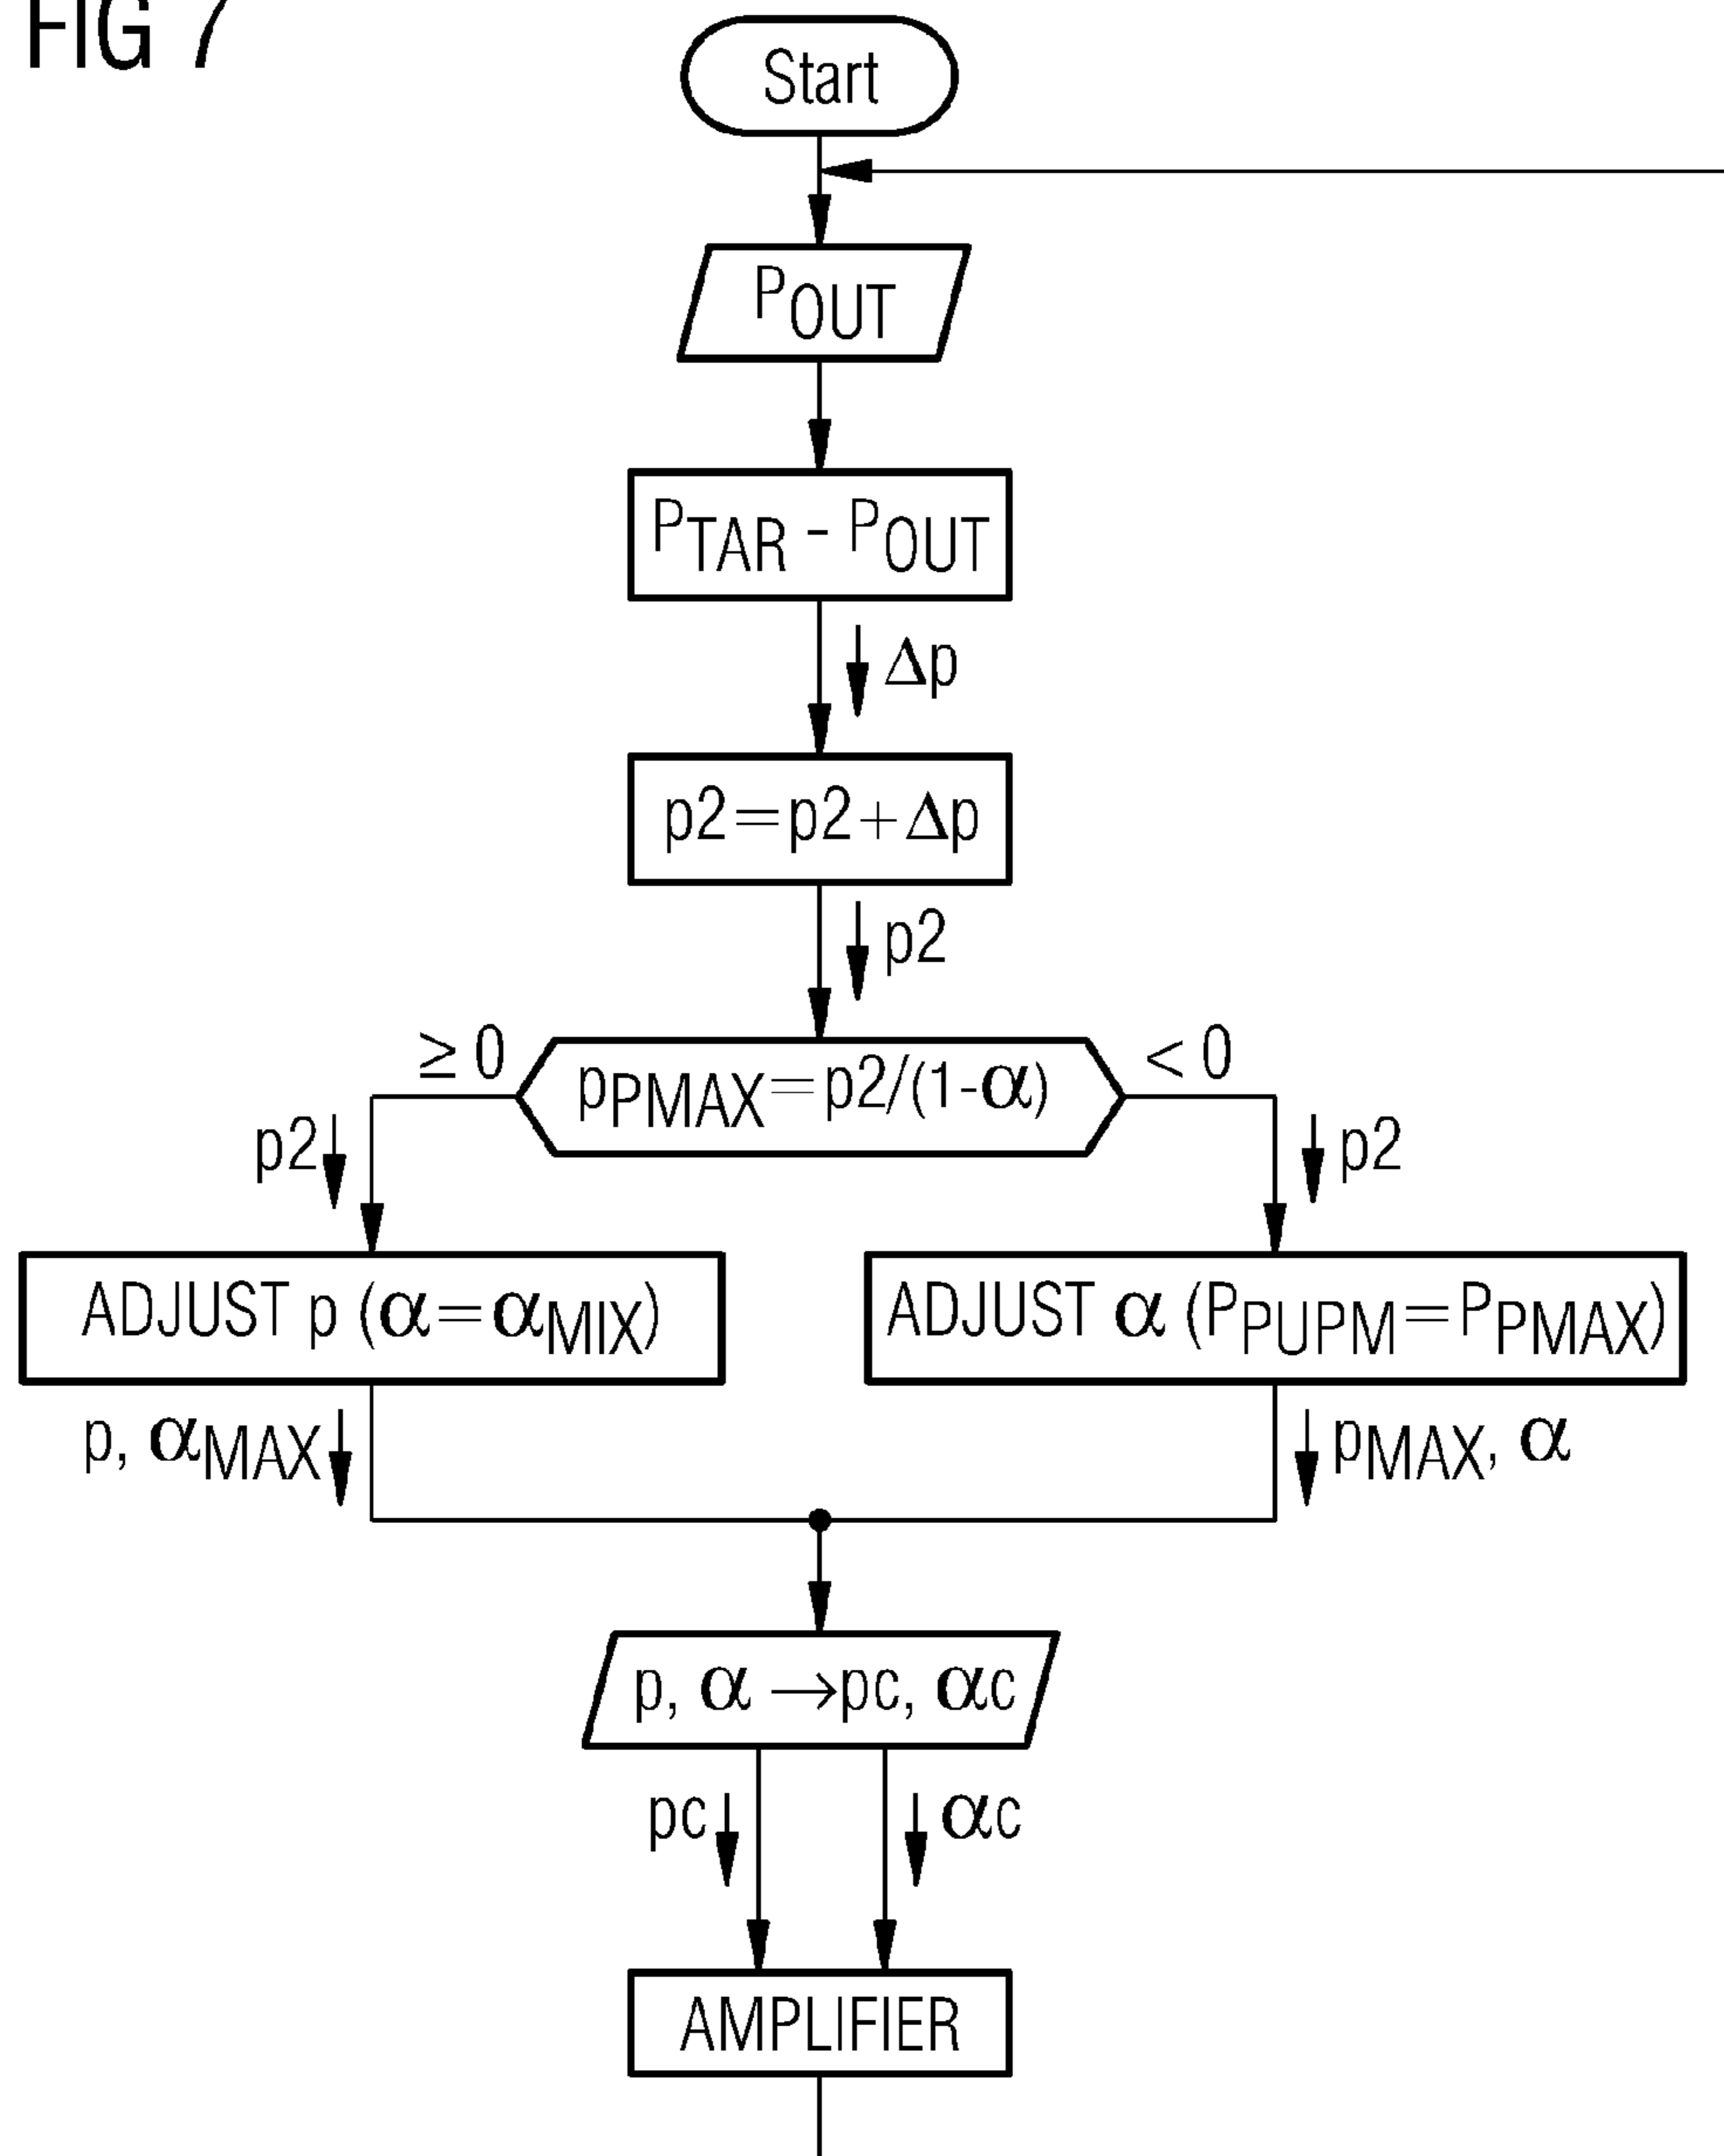 FIG 7
Start
POUT
PTAR - POUT
Δp
p2=p2+Δp
p2
≥ 0
pPMAX=p2/(1-α)
< 0
p2
p2
ADJUST p (α=αMIX)
ADJUST α (PPUPM=PPMAX)
p, αMAX
pMAX, α
p, α →pc, αc
pc
αc
AMPLIFIER